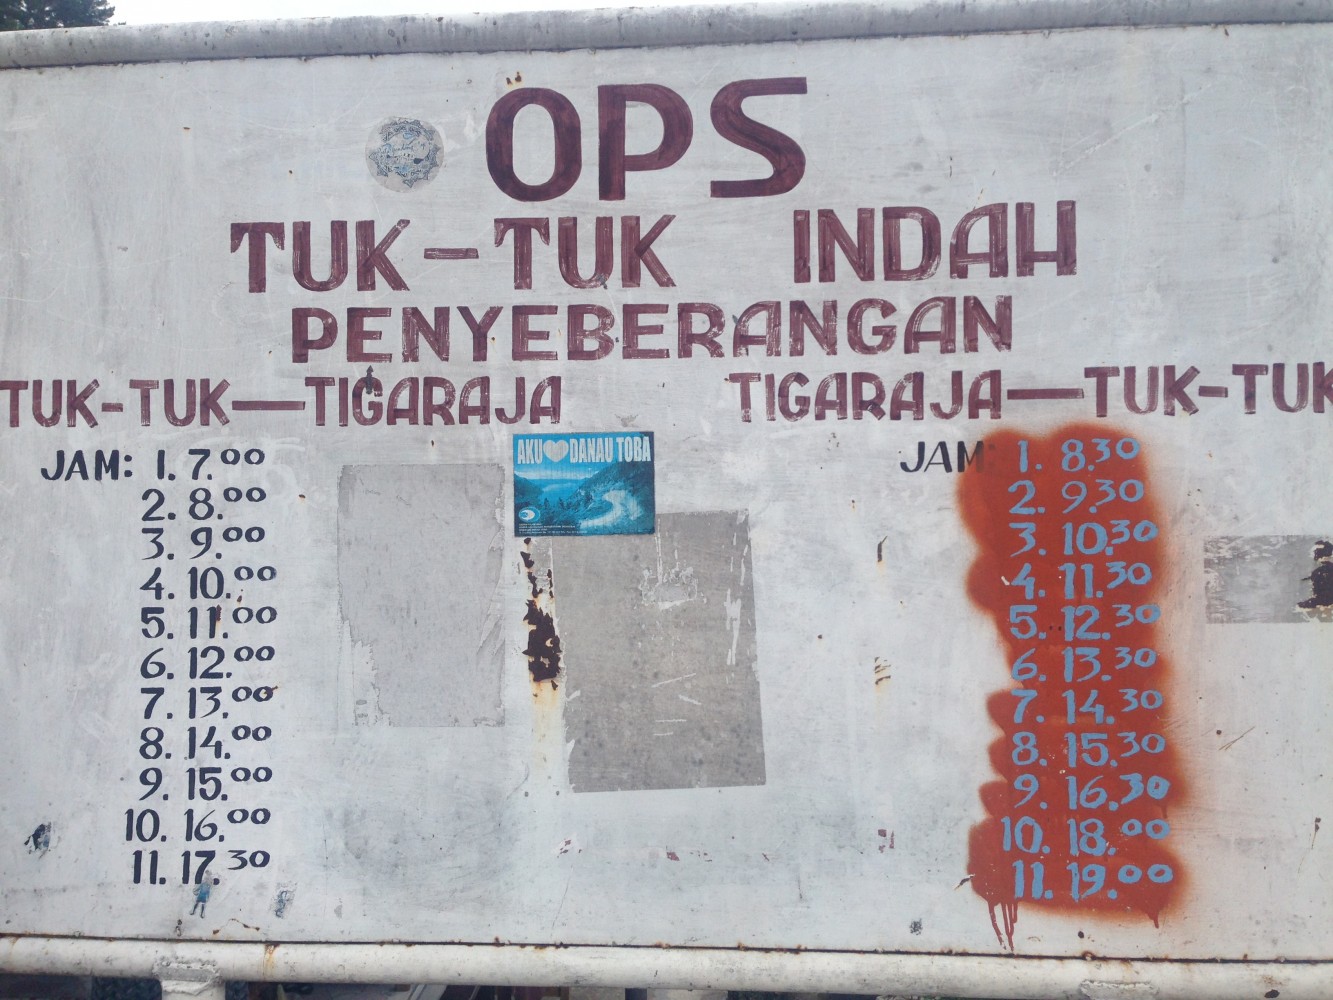 OPS
TUK-TUK INDAH
PENYEBERANGAN
TUK-TUK—TIGARAJA
JAM: 1. 7.00
2. 8.00
3. 9.00
4. 10.00
5. 11.00
6. 12.00
7. 13.00
8. 14.00
9. 15.00
10. 16.00
11. 17.30
AKU DANAU TOBA
TIGARAJA—TUK-TUK
JAM: 1. 8.30
2. 9.30
3. 10.30
4. 11.30
5. 12.30
6. 13.30
7. 14.30
8. 15.30
9. 16.30
10. 18.00
11. 19.00